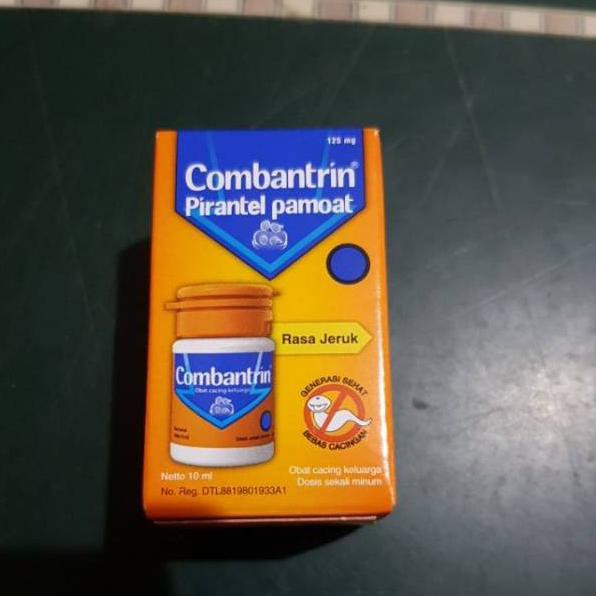 125 mg
Combantrin®
Pirantel pamoat
Rasa Jeruk
Combantrin
Obat cacing keluarga
GENERASI SEHAT
BEBAS CACINGAN
Obat cacing keluarga
Dosis sekali minum
Netto 10 ml
No. Reg. DTL8819801933A1